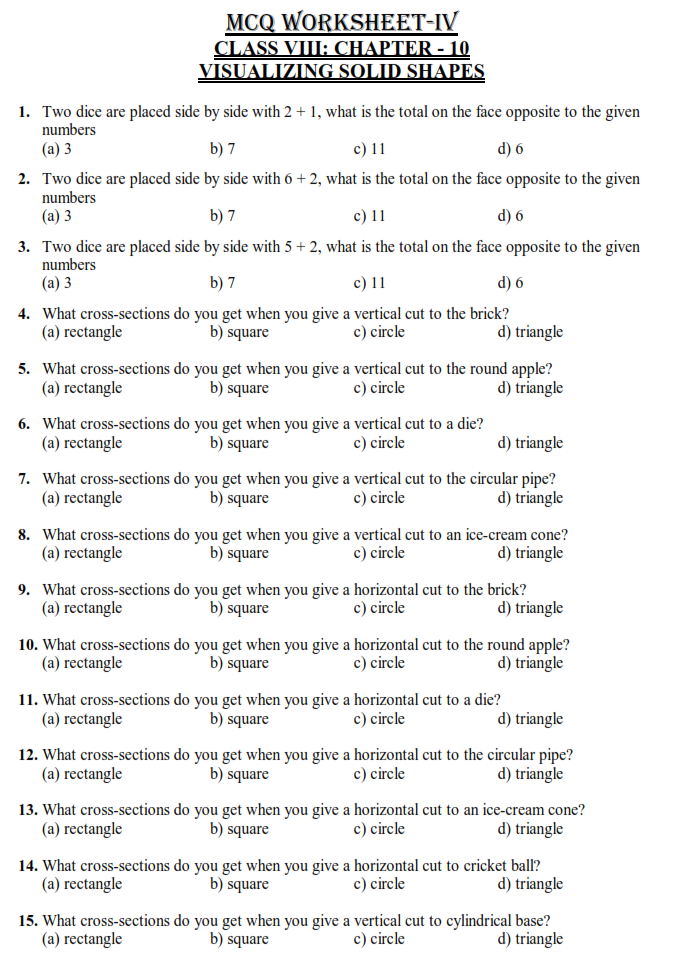 MCQ WORKSHEET-IV
CLASS VIII: CHAPTER - 10
VISUALIZING SOLID SHAPES
1. Two dice are placed side by side with 2 + 1, what is the total on the face opposite to the given
numbers
(a) 3 b) 7 c) 11 d) 6
2. Two dice are placed side by side with 6 + 2, what is the total on the face opposite to the given
numbers
(a) 3 b) 7 c) 11 d) 6
3. Two dice are placed side by side with 5 + 2, what is the total on the face opposite to the given
numbers
(a) 3 b) 7 c) 11 d) 6
4. What cross-sections do you get when you give a vertical cut to the brick?
(a) rectangle b) square c) circle d) triangle
5. What cross-sections do you get when you give a vertical cut to the round apple?
(a) rectangle b) square c) circle d) triangle
6. What cross-sections do you get when you give a vertical cut to a die?
(a) rectangle b) square c) circle d) triangle
7. What cross-sections do you get when you give a vertical cut to the circular pipe?
(a) rectangle b) square c) circle d) triangle
8. What cross-sections do you get when you give a vertical cut to an ice-cream cone?
(a) rectangle b) square c) circle d) triangle
9. What cross-sections do you get when you give a horizontal cut to the brick?
(a) rectangle b) square c) circle d) triangle
10. What cross-sections do you get when you give a horizontal cut to the round apple?
(a) rectangle b) square c) circle d) triangle
11. What cross-sections do you get when you give a horizontal cut to a die?
(a) rectangle b) square c) circle d) triangle
12. What cross-sections do you get when you give a horizontal cut to the circular pipe?
(a) rectangle b) square c) circle d) triangle
13. What cross-sections do you get when you give a horizontal cut to an ice-cream cone?
(a) rectangle b) square c) circle d) triangle
14. What cross-sections do you get when you give a horizontal cut to cricket ball?
(a) rectangle b) square c) circle d) triangle
15. What cross-sections do you get when you give a vertical cut to cylindrical base?
(a) rectangle b) square c) circle d) triangle